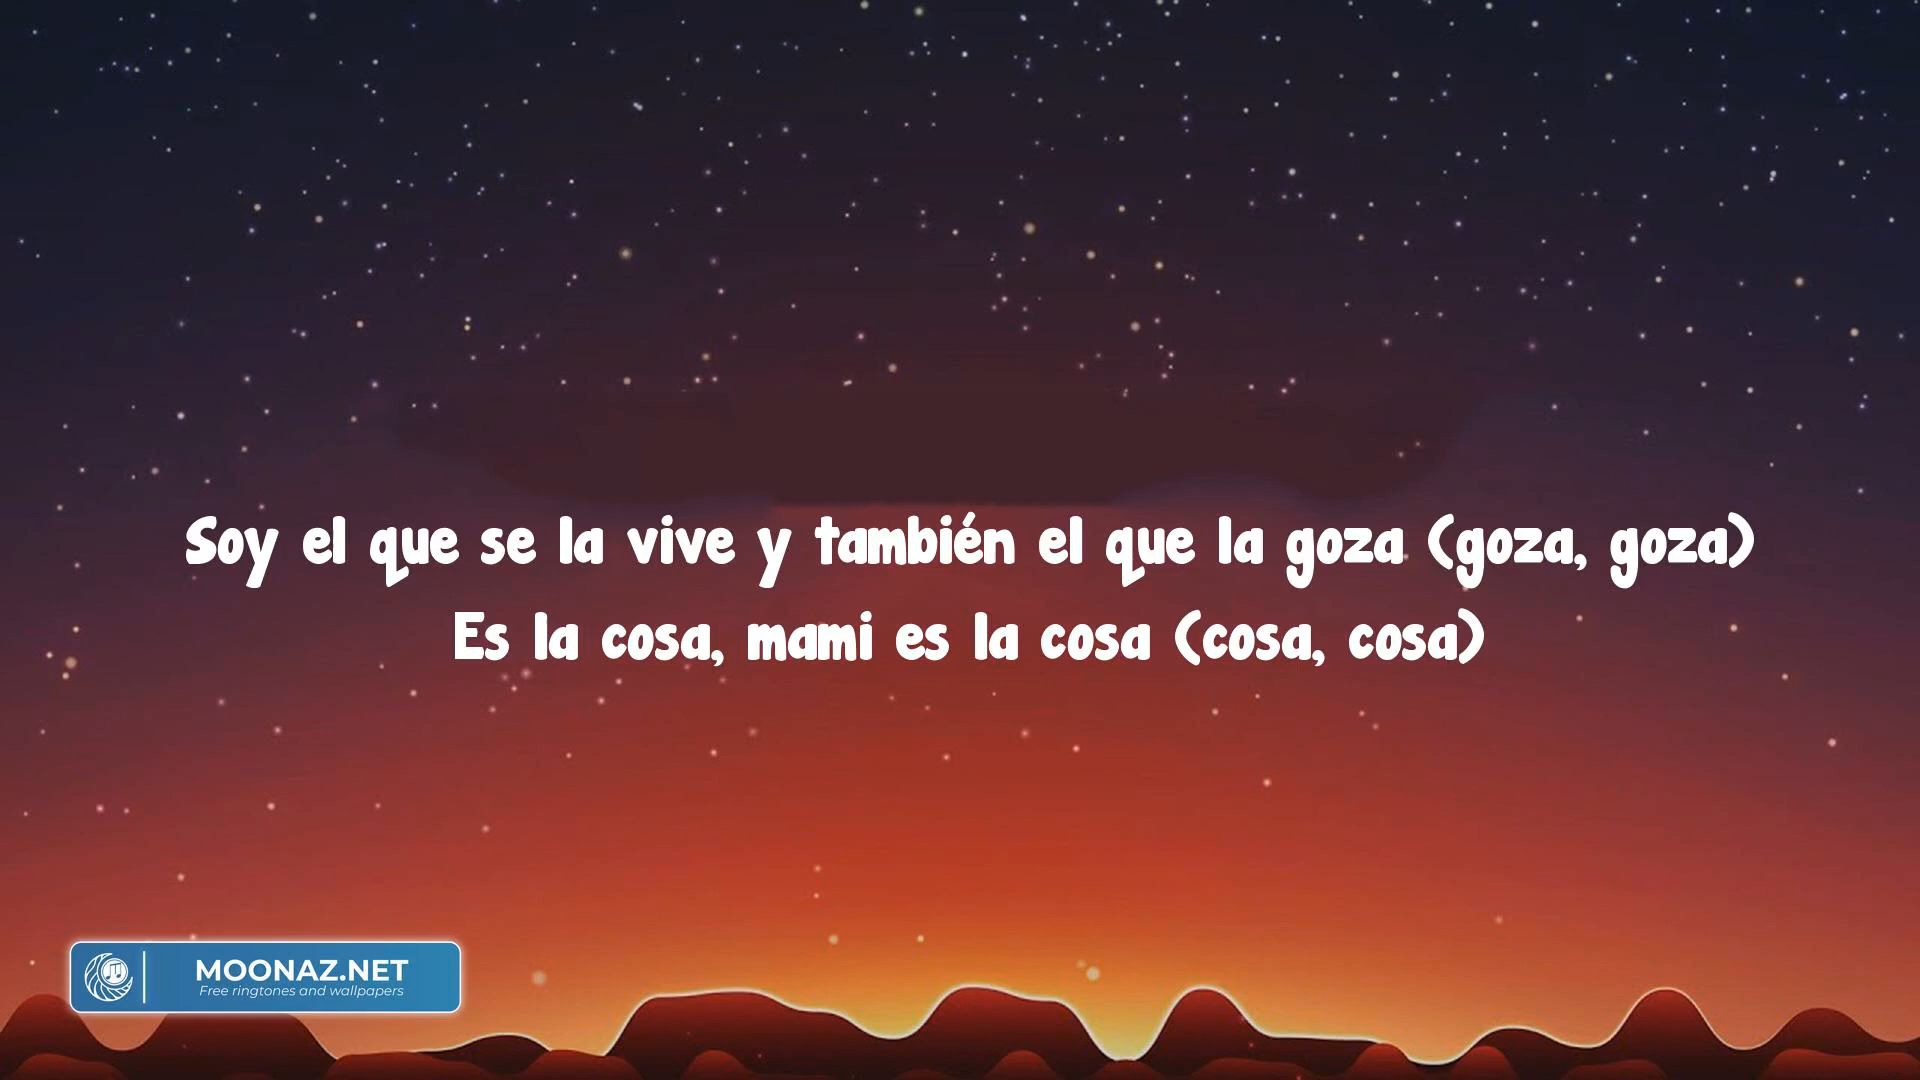 Soy el que se la vive y también el que la goza (goza, goza)
Es la cosa, mami es la cosa (cosa, cosa)
MOONAZ.NET
Free ringtones and wallpapers